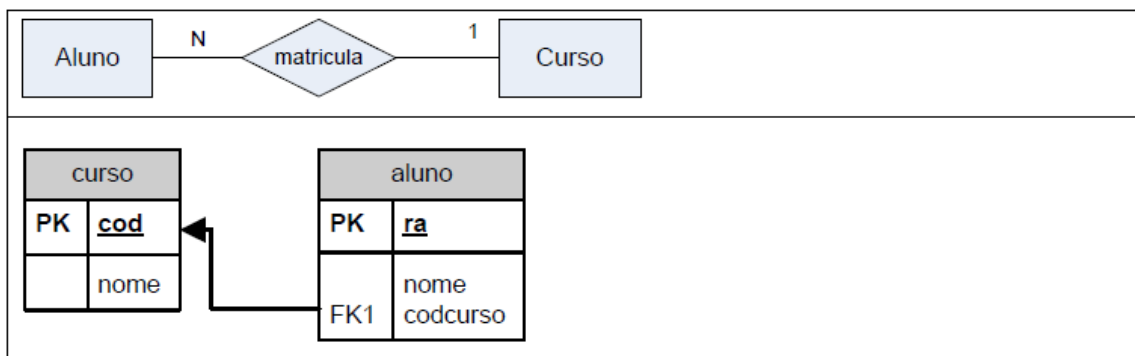 Aluno N matricula 1 Curso
curso
PK cod
nome
aluno
PK ra
nome
FK1 codcurso